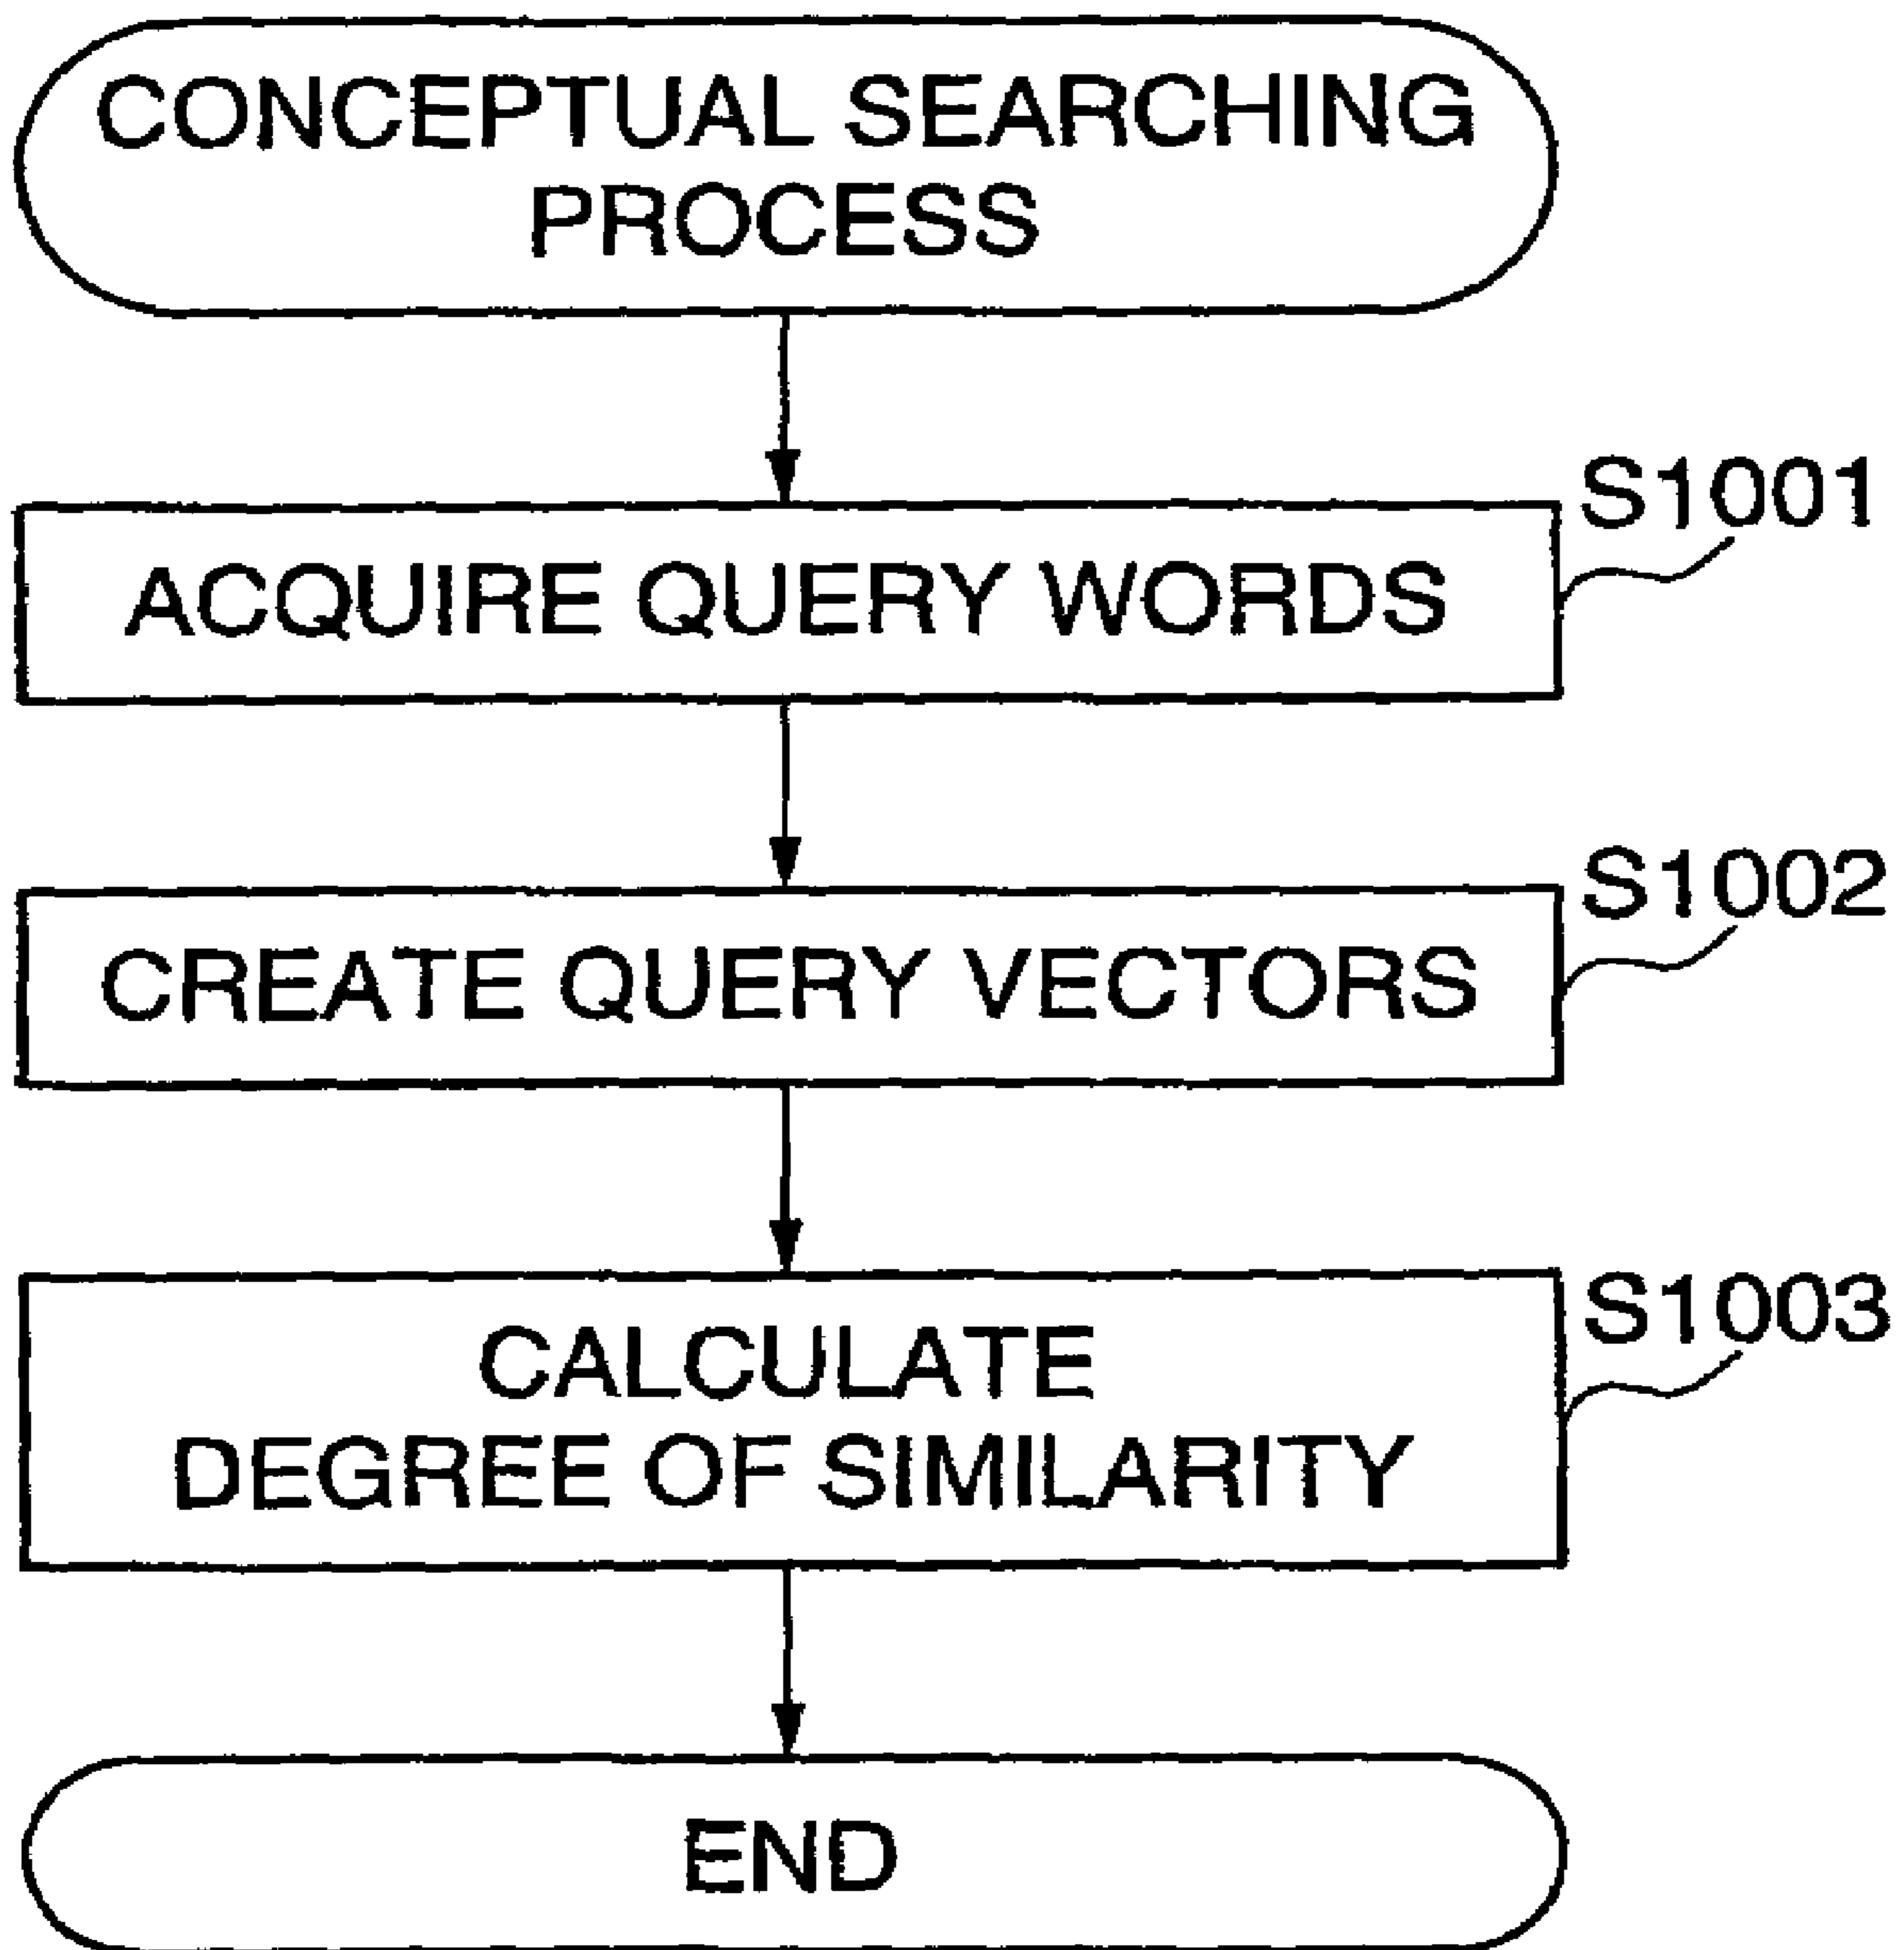 CONCEPTUAL SEARCHING
PROCESS
S1001
ACQUIRE QUERY WORDS
S1002
CREATE QUERY VECTORS
S1003
CALCULATE
DEGREE OF SIMILARITY
END